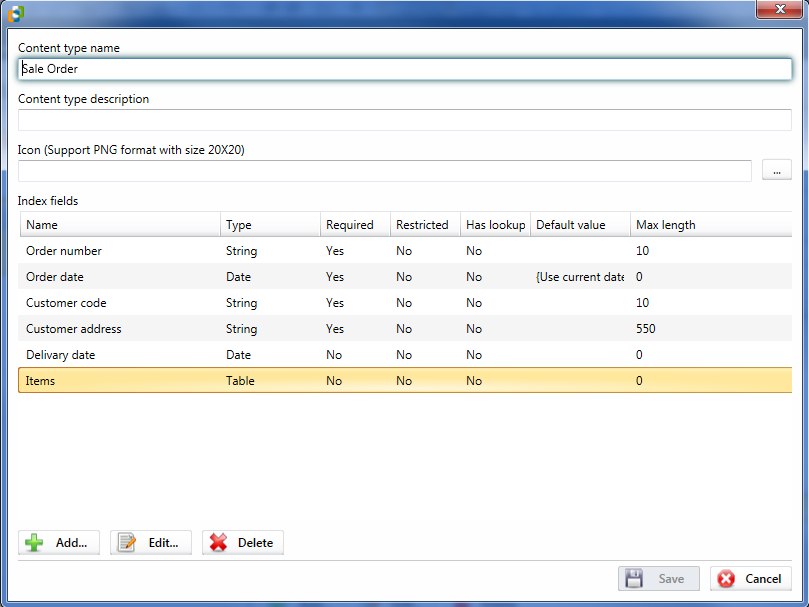 Content type name
Sale Order
Content type description
Icon (Support PNG format with size 20X20)
...
Index fields
Name Type Required Restricted Has lookup Default value Max length
Order number String Yes No No 10
Order date Date Yes No No {Use current date 0
Customer code String Yes No No 10
Customer address String Yes No No 550
Delivary date Date No No No 0
Items Table No No No 0
Add... Edit... Delete
Save Cancel